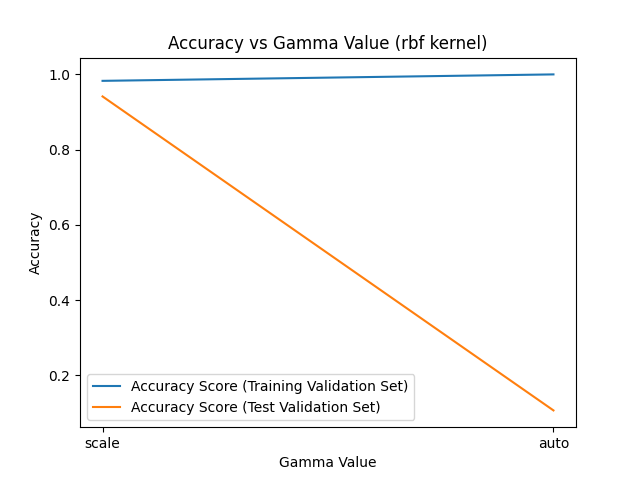 Accuracy vs Gamma Value (rbf kernel)
1.0
0.8
0.6
0.4
0.2
Accuracy
Accuracy Score (Training Validation Set)
Accuracy Score (Test Validation Set)
scale
auto
Gamma Value